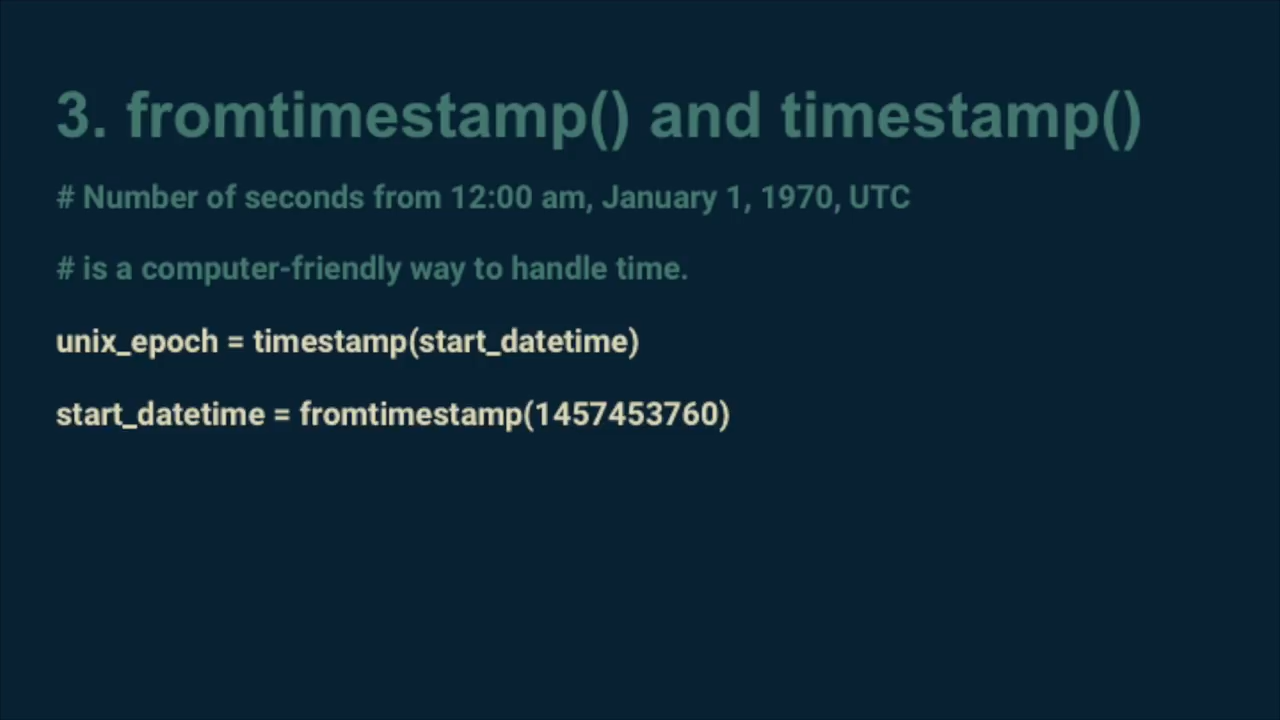 3. fromtimestamp() and timestamp()
# Number of seconds from 12:00 am, January 1, 1970, UTC
# is a computer-friendly way to handle time.
unix_epoch = timestamp(start_datetime)
start_datetime = fromtimestamp(1457453760)